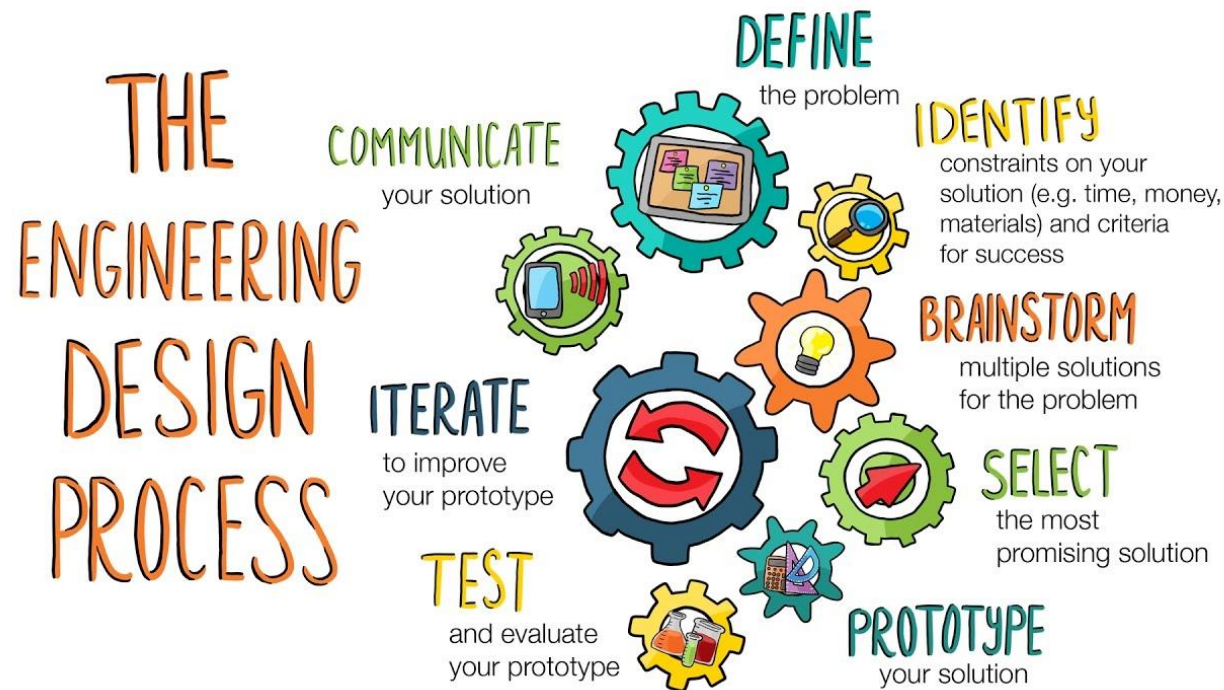 THE
ENGINEERING
DESIGN
PROCESS
DEFINE
the problem
IDENTIFY
constraints on your
solution (e.g. time, money,
materials) and criteria
for success
BRAINSTORM
multiple solutions
for the problem
SELECT
the most
promising solution
PROTOTYPE
your solution
TEST
and evaluate
your prototype
ITERATE
to improve
your prototype
COMMUNICATE
your solution